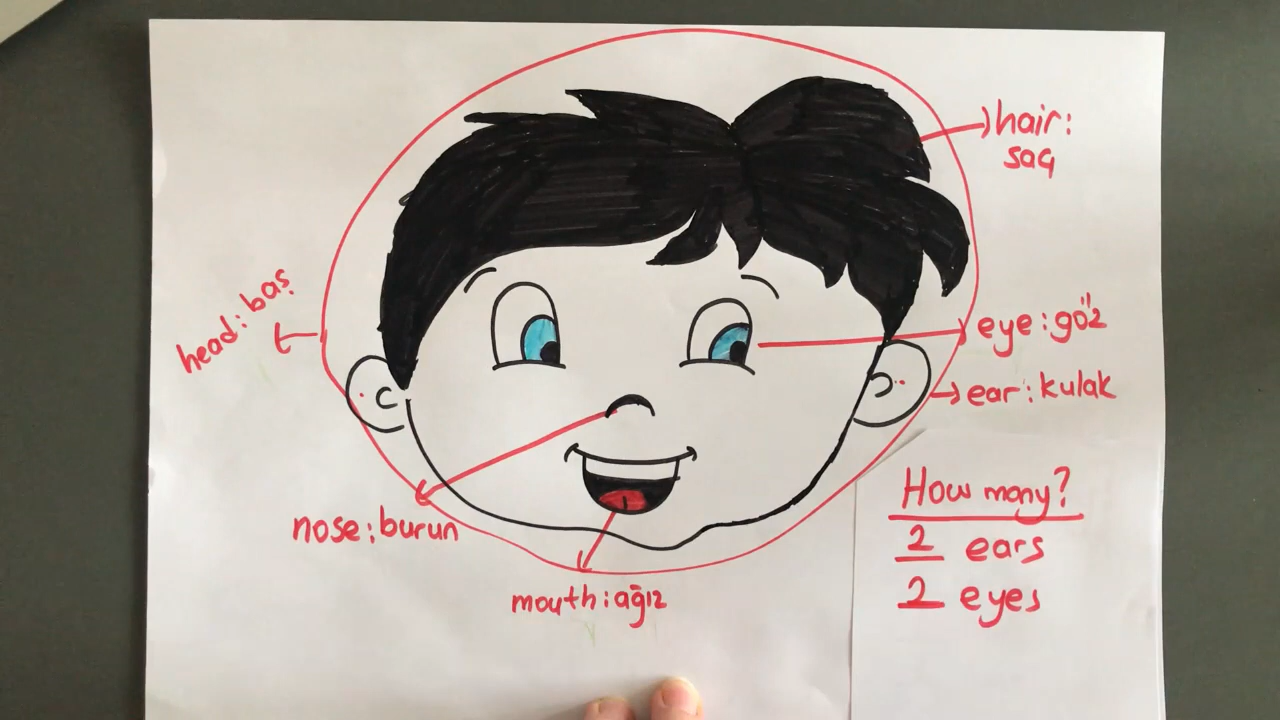 hair:
saç
head: baş
eye: göz
ear: kulak
nose: burun
mouth: ağız
How many?
2 ears
2 eyes